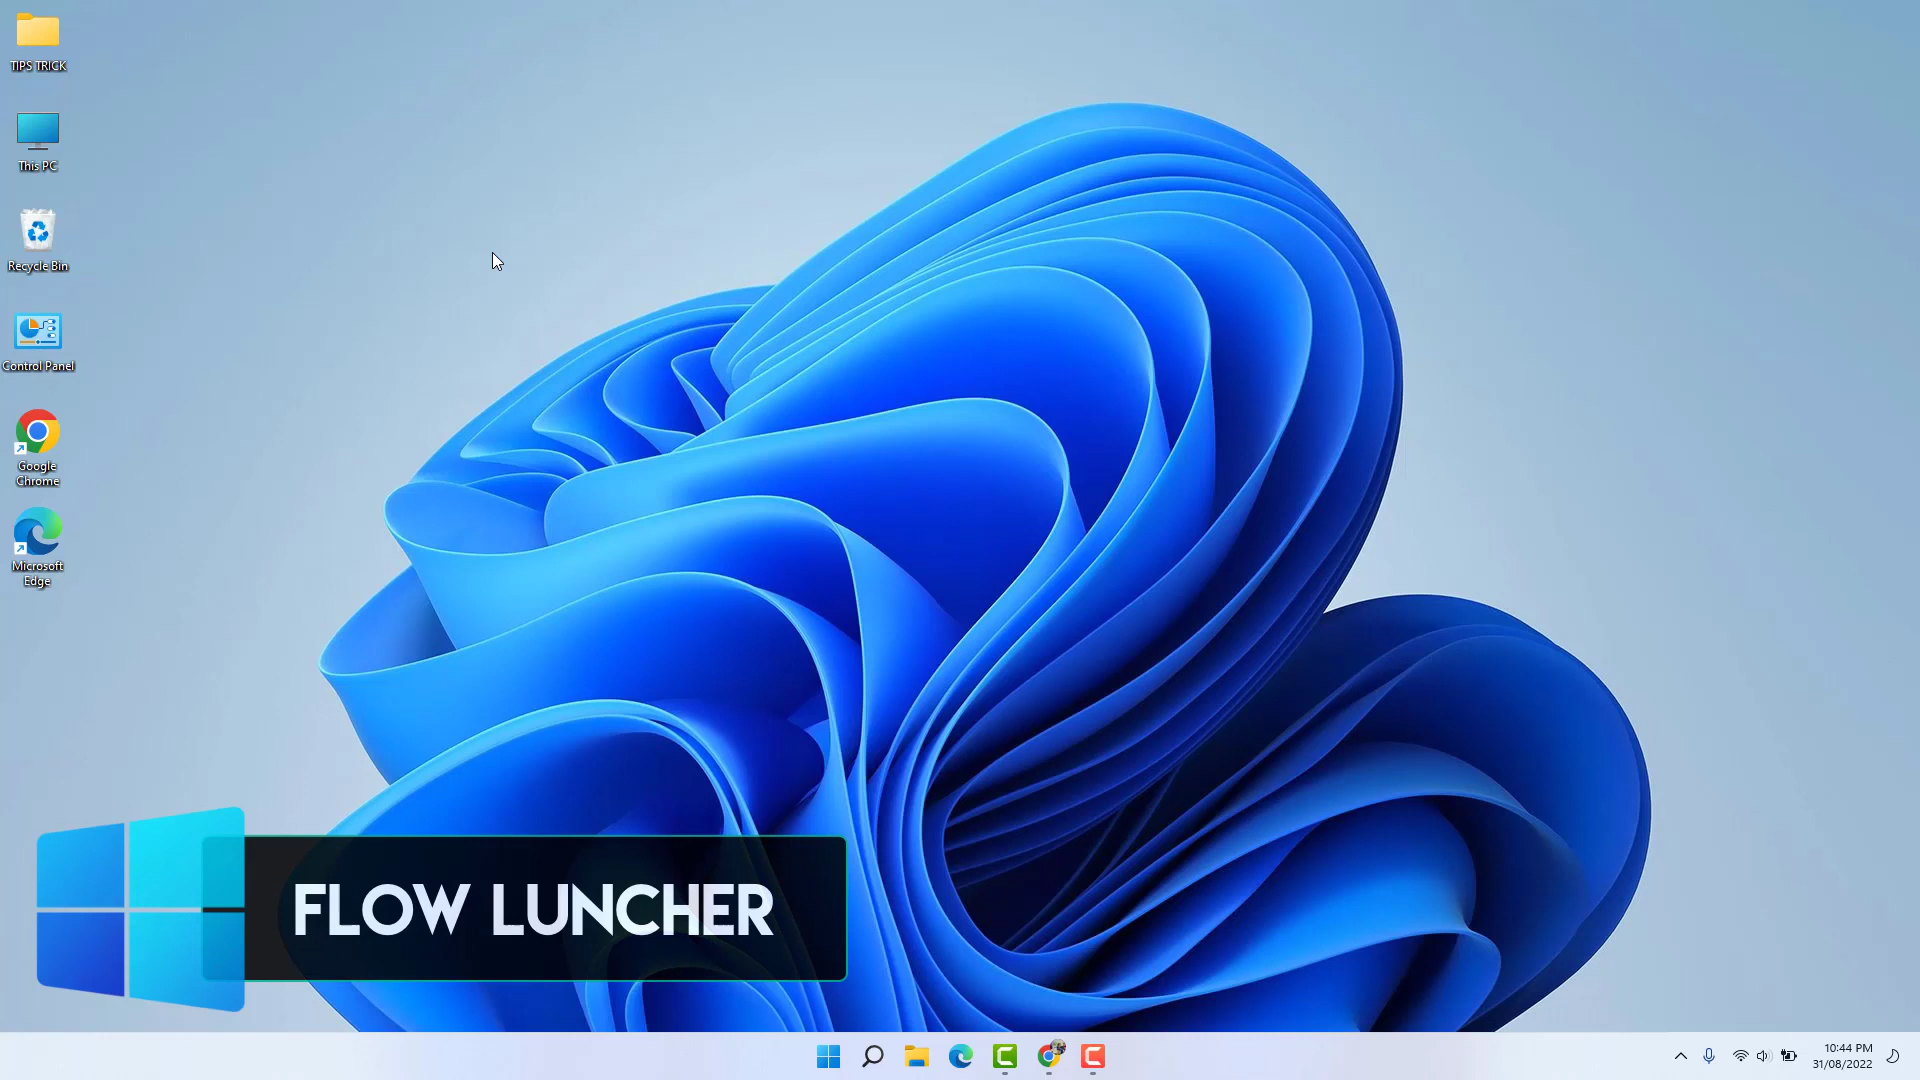 TIPS TRICK
This PC
Recycle Bin
Control Panel
Google
Chrome
Microsoft
Edge
FLOW LUNCHER
10:44 PM
31/08/2022